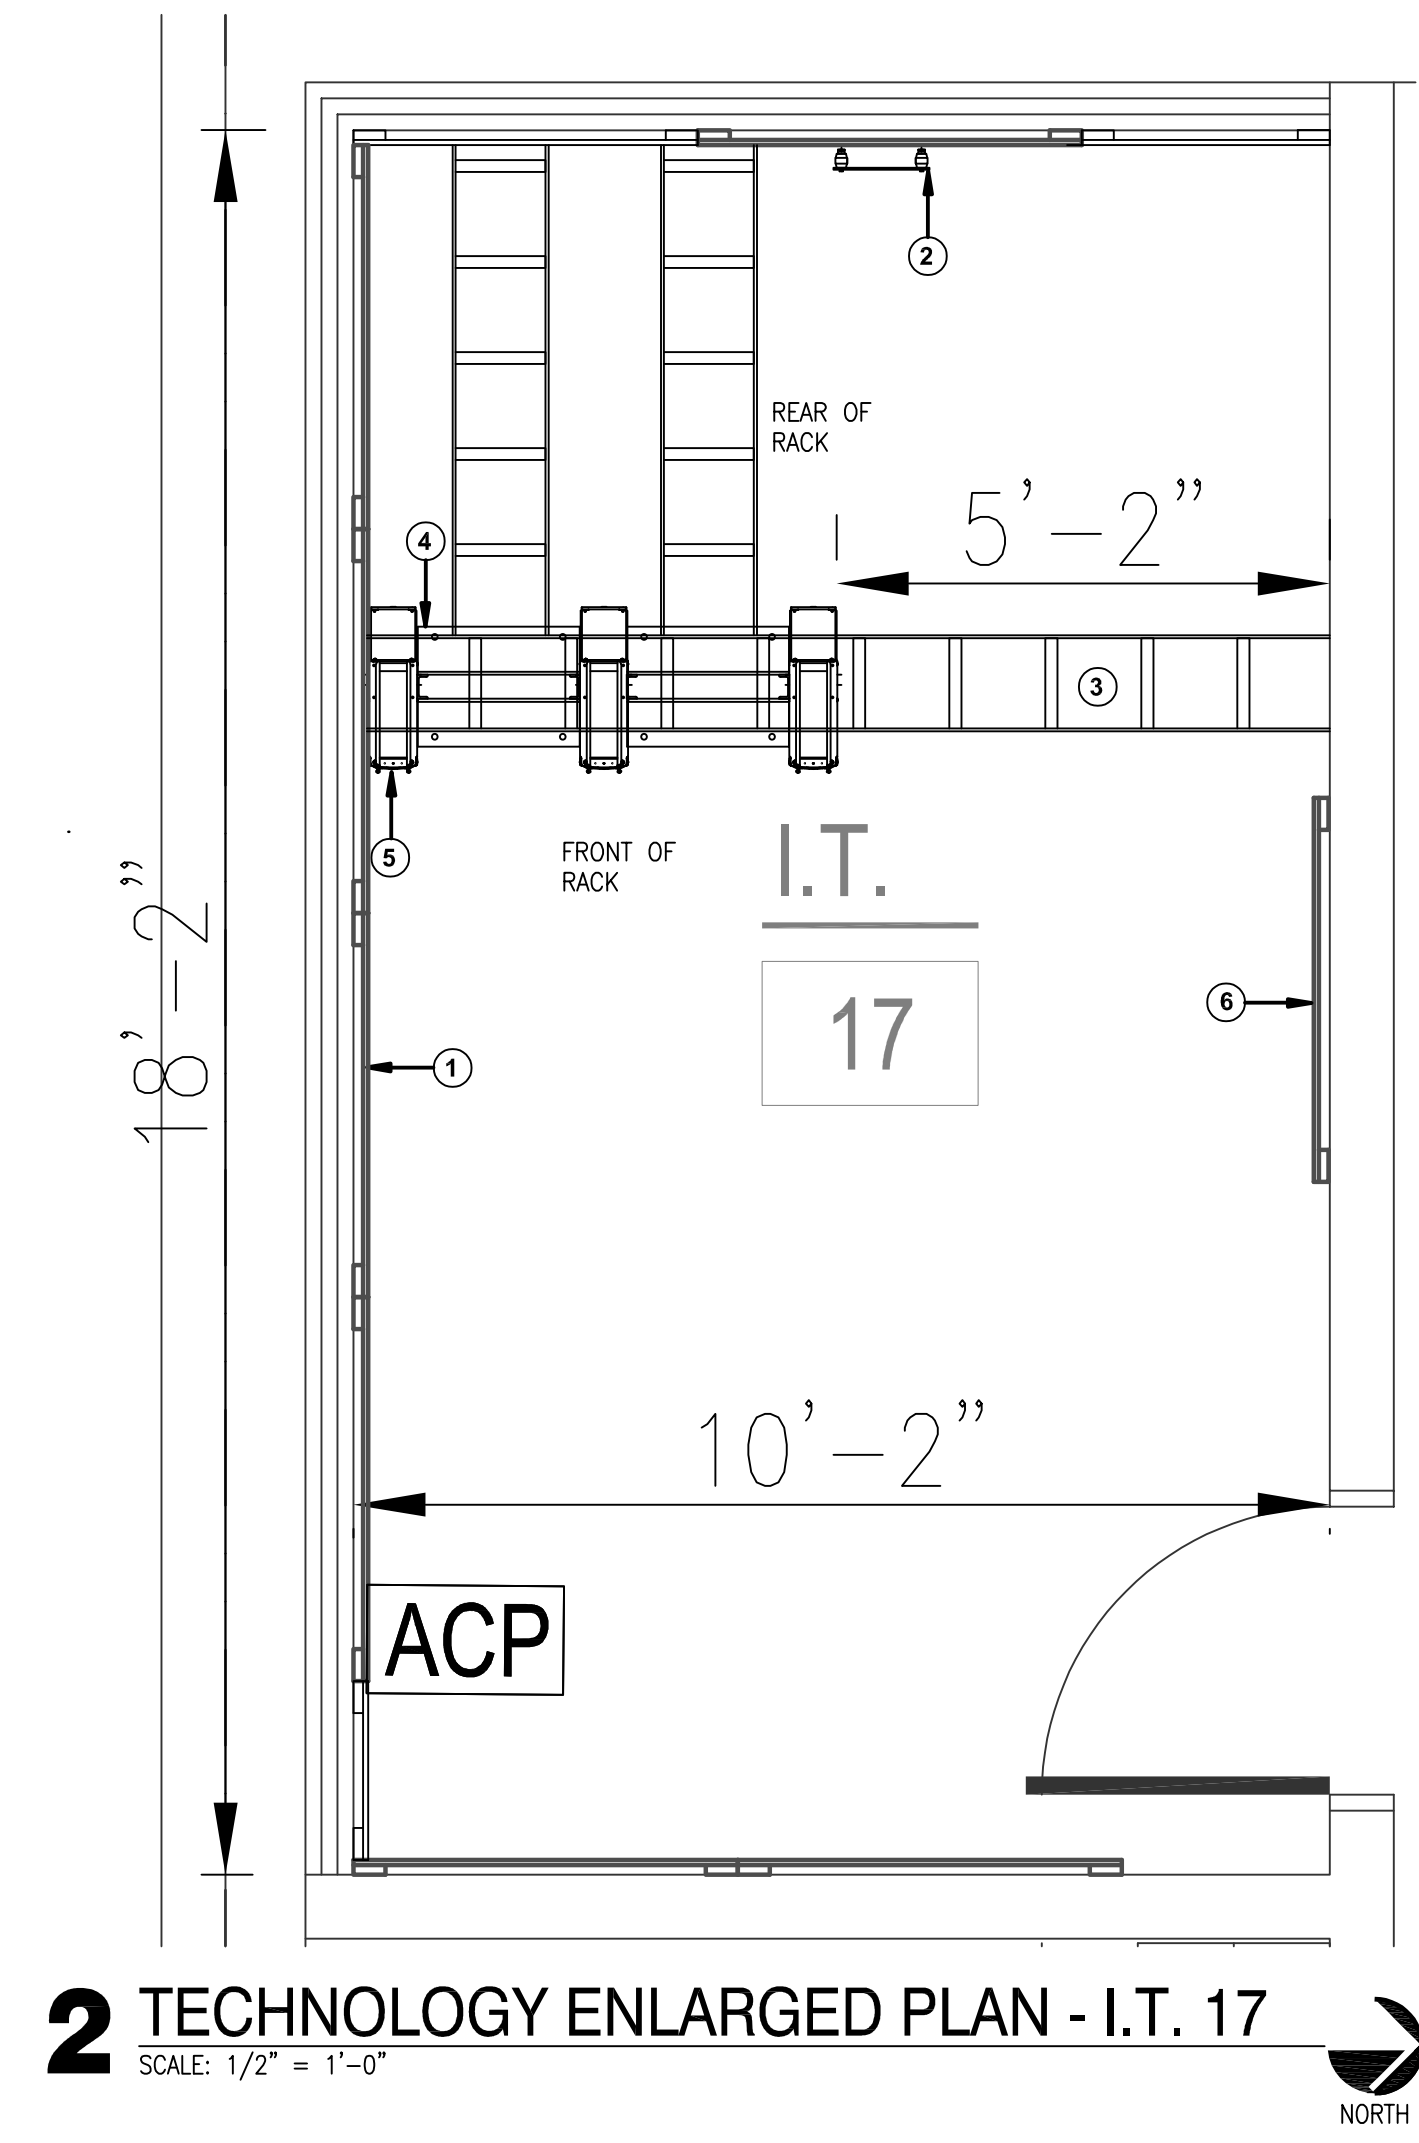 2
REAR OF
RACK
5'-2"
4
3
5
FRONT OF
RACK
I.T.
17
18'-2"
6
1
10'-2"
ACP
2 TECHNOLOGY ENLARGED PLAN - I.T. 17
SCALE: 1/2" = 1'-0"
NORTH